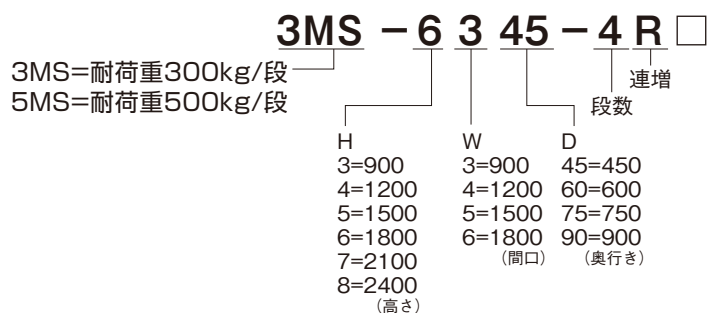 3MS－6 3 45－4 R □
3MS=耐荷重300kg/段
5MS=耐荷重500kg/段
連増
段数
H
3=900
4=1200
5=1500
6=1800
7=2100
8=2400
(高さ)
W
3=900
4=1200
5=1500
6=1800
(間口)
D
45=450
60=600
75=750
90=900
(奥行き)